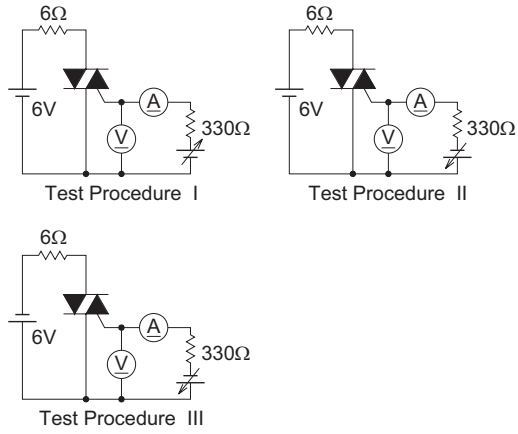 6Ω
6V
A
V
330Ω
Test Procedure I
6Ω
6V
A
V
330Ω
Test Procedure II
6Ω
6V
A
V
330Ω
Test Procedure III